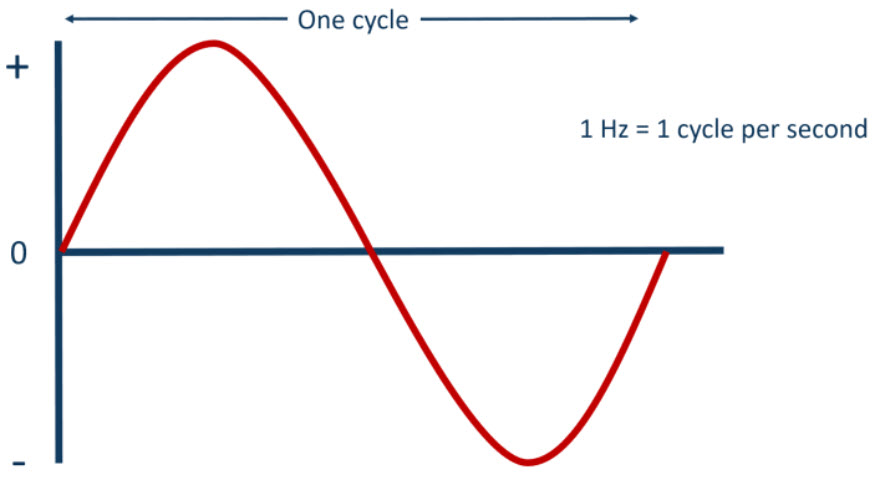 One cycle
+
1 Hz = 1 cycle per second
0
-